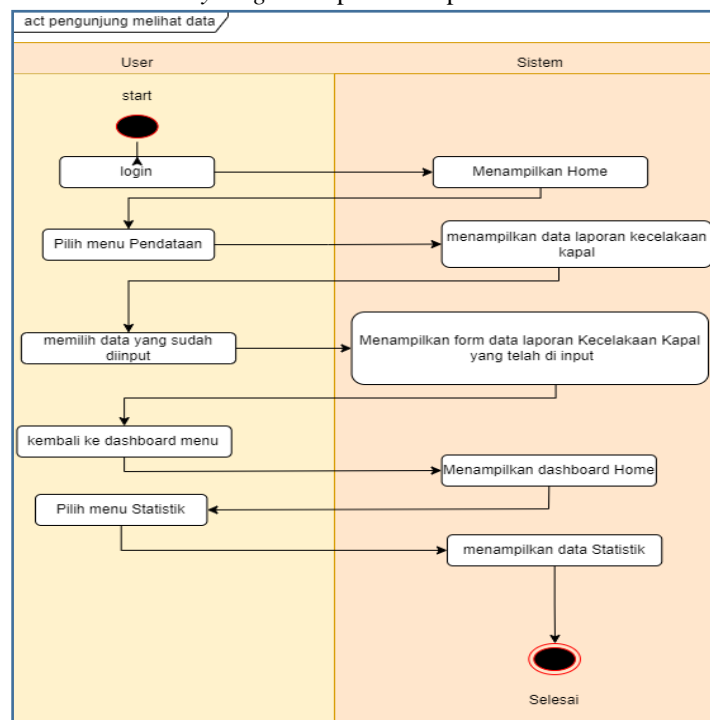 act pengunjung melihat data
User
Sistem
start
login
Menampilkan Home
Pilih menu Pendataan
menampilkan data laporan kecelakaan
kapal
memilih data yang sudah
diinput
Menampilkan form data laporan Kecelakaan Kapal
yang telah di input
kembali ke dashboard menu
Menampilkan dashboard Home
Pilih menu Statistik
menampilkan data Statistik
Selesai